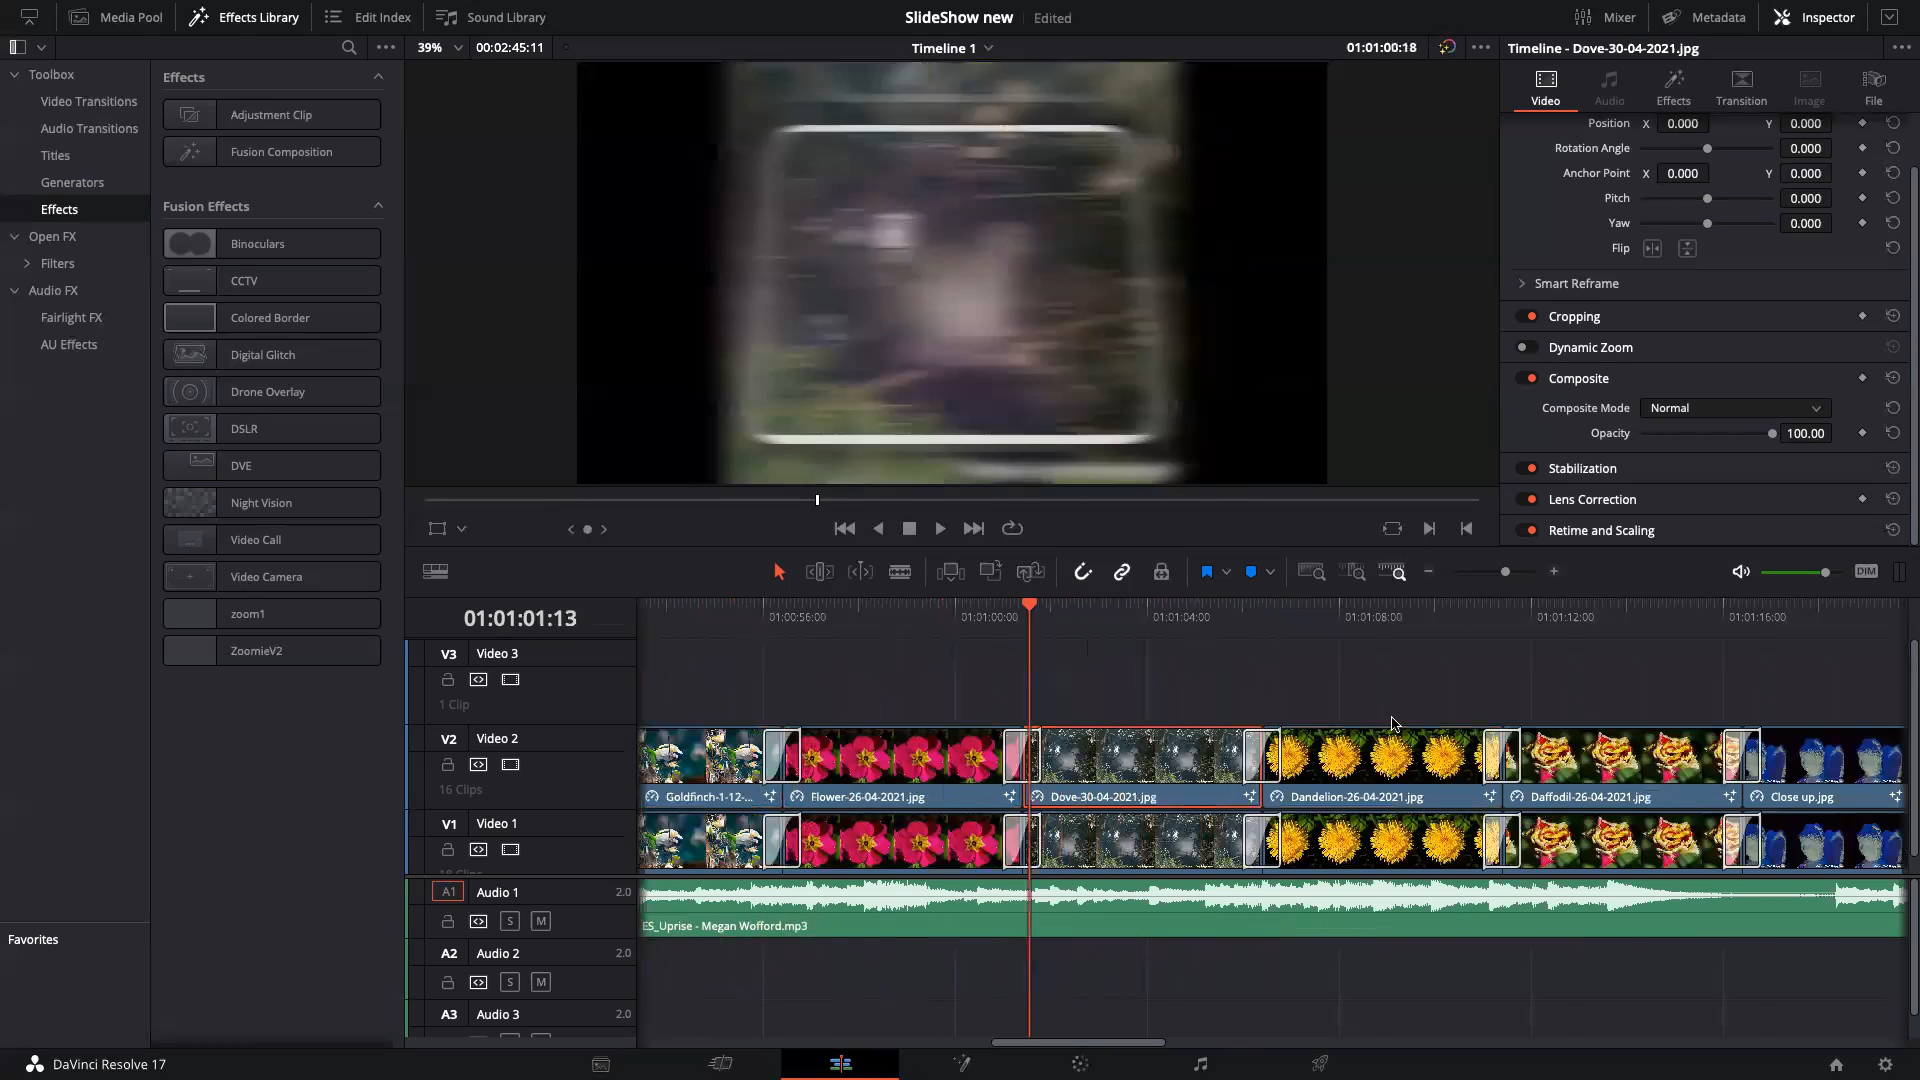 Media Pool
Effects Library
Edit Index
Sound Library
SlideShow new
Edited
Mixer
Metadata
Inspector
39%
00:02:45:11
Timeline 1
01:01:00:18
Timeline - Dove-30-04-2021.jpg
Toolbox
Video Transitions
Audio Transitions
Titles
Generators
Effects
Open FX
Filters
Audio FX
Fairlight FX
AU Effects
Favorites
Effects
Adjustment Clip
Fusion Composition
Fusion Effects
Binoculars
CCTV
Colored Border
Digital Glitch
Drone Overlay
DSLR
DVE
Night Vision
Video Call
Video Camera
zoom1
ZoomieV2
Video
Audio
Effects
Transition
Image
File
Position X 0.000 Y 0.000
Rotation Angle 0.000
Anchor Point X 0.000 Y 0.000
Pitch 0.000
Yaw 0.000
Flip
Smart Reframe
Cropping
Dynamic Zoom
Composite
Composite Mode Normal
Opacity 100.00
Stabilization
Lens Correction
Retime and Scaling
DIM
01:01:01:13
01:00:56:00
01:01:00:00
01:01:04:00
01:01:08:00
01:01:12:00
01:01:16:00
V3 Video 3
1 Clip
V2 Video 2
16 Clips
Goldfinch-1-12-...
Flower-26-04-2021.jpg
Dove-30-04-2021.jpg
Dandelion-26-04-2021.jpg
Daffodil-26-04-2021.jpg
Close up.jpg
V1 Video 1
A1 Audio 1 2.0
S M
ES_Uprise - Megan Wofford.mp3
A2 Audio 2 2.0
S M
A3 Audio 3 2.0
DaVinci Resolve 17